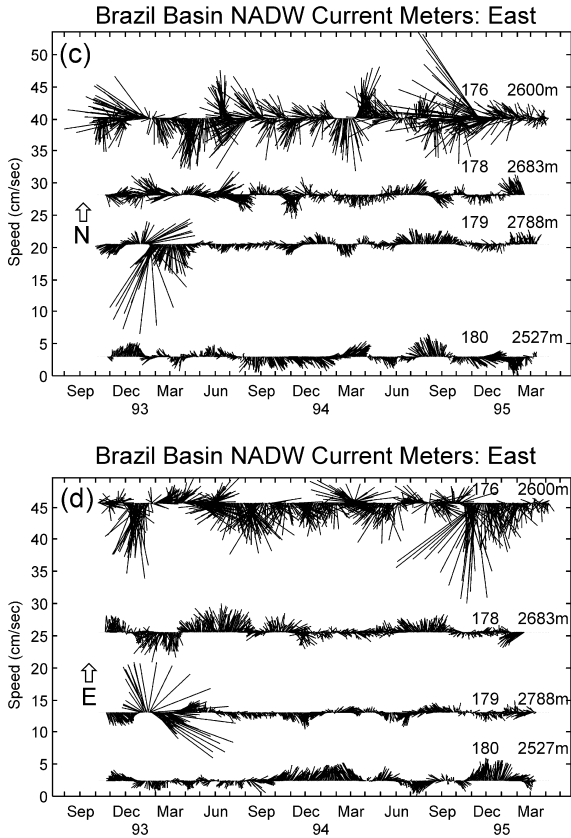 Brazil Basin NADW Current Meters: East
(c)
50
45
40
35
30
25
20
15
10
5
0
Speed (cm/sec)
N
176 2600m
178 2683m
179 2788m
180 2527m
Sep Dec Mar Jun Sep Dec Mar Jun Sep Dec Mar
93 94 95
Brazil Basin NADW Current Meters: East
(d)
45
40
35
30
25
20
15
10
5
0
Speed (cm/sec)
E
176 2600m
178 2683m
179 2788m
180 2527m
Sep Dec Mar Jun Sep Dec Mar Jun Sep Dec Mar
93 94 95